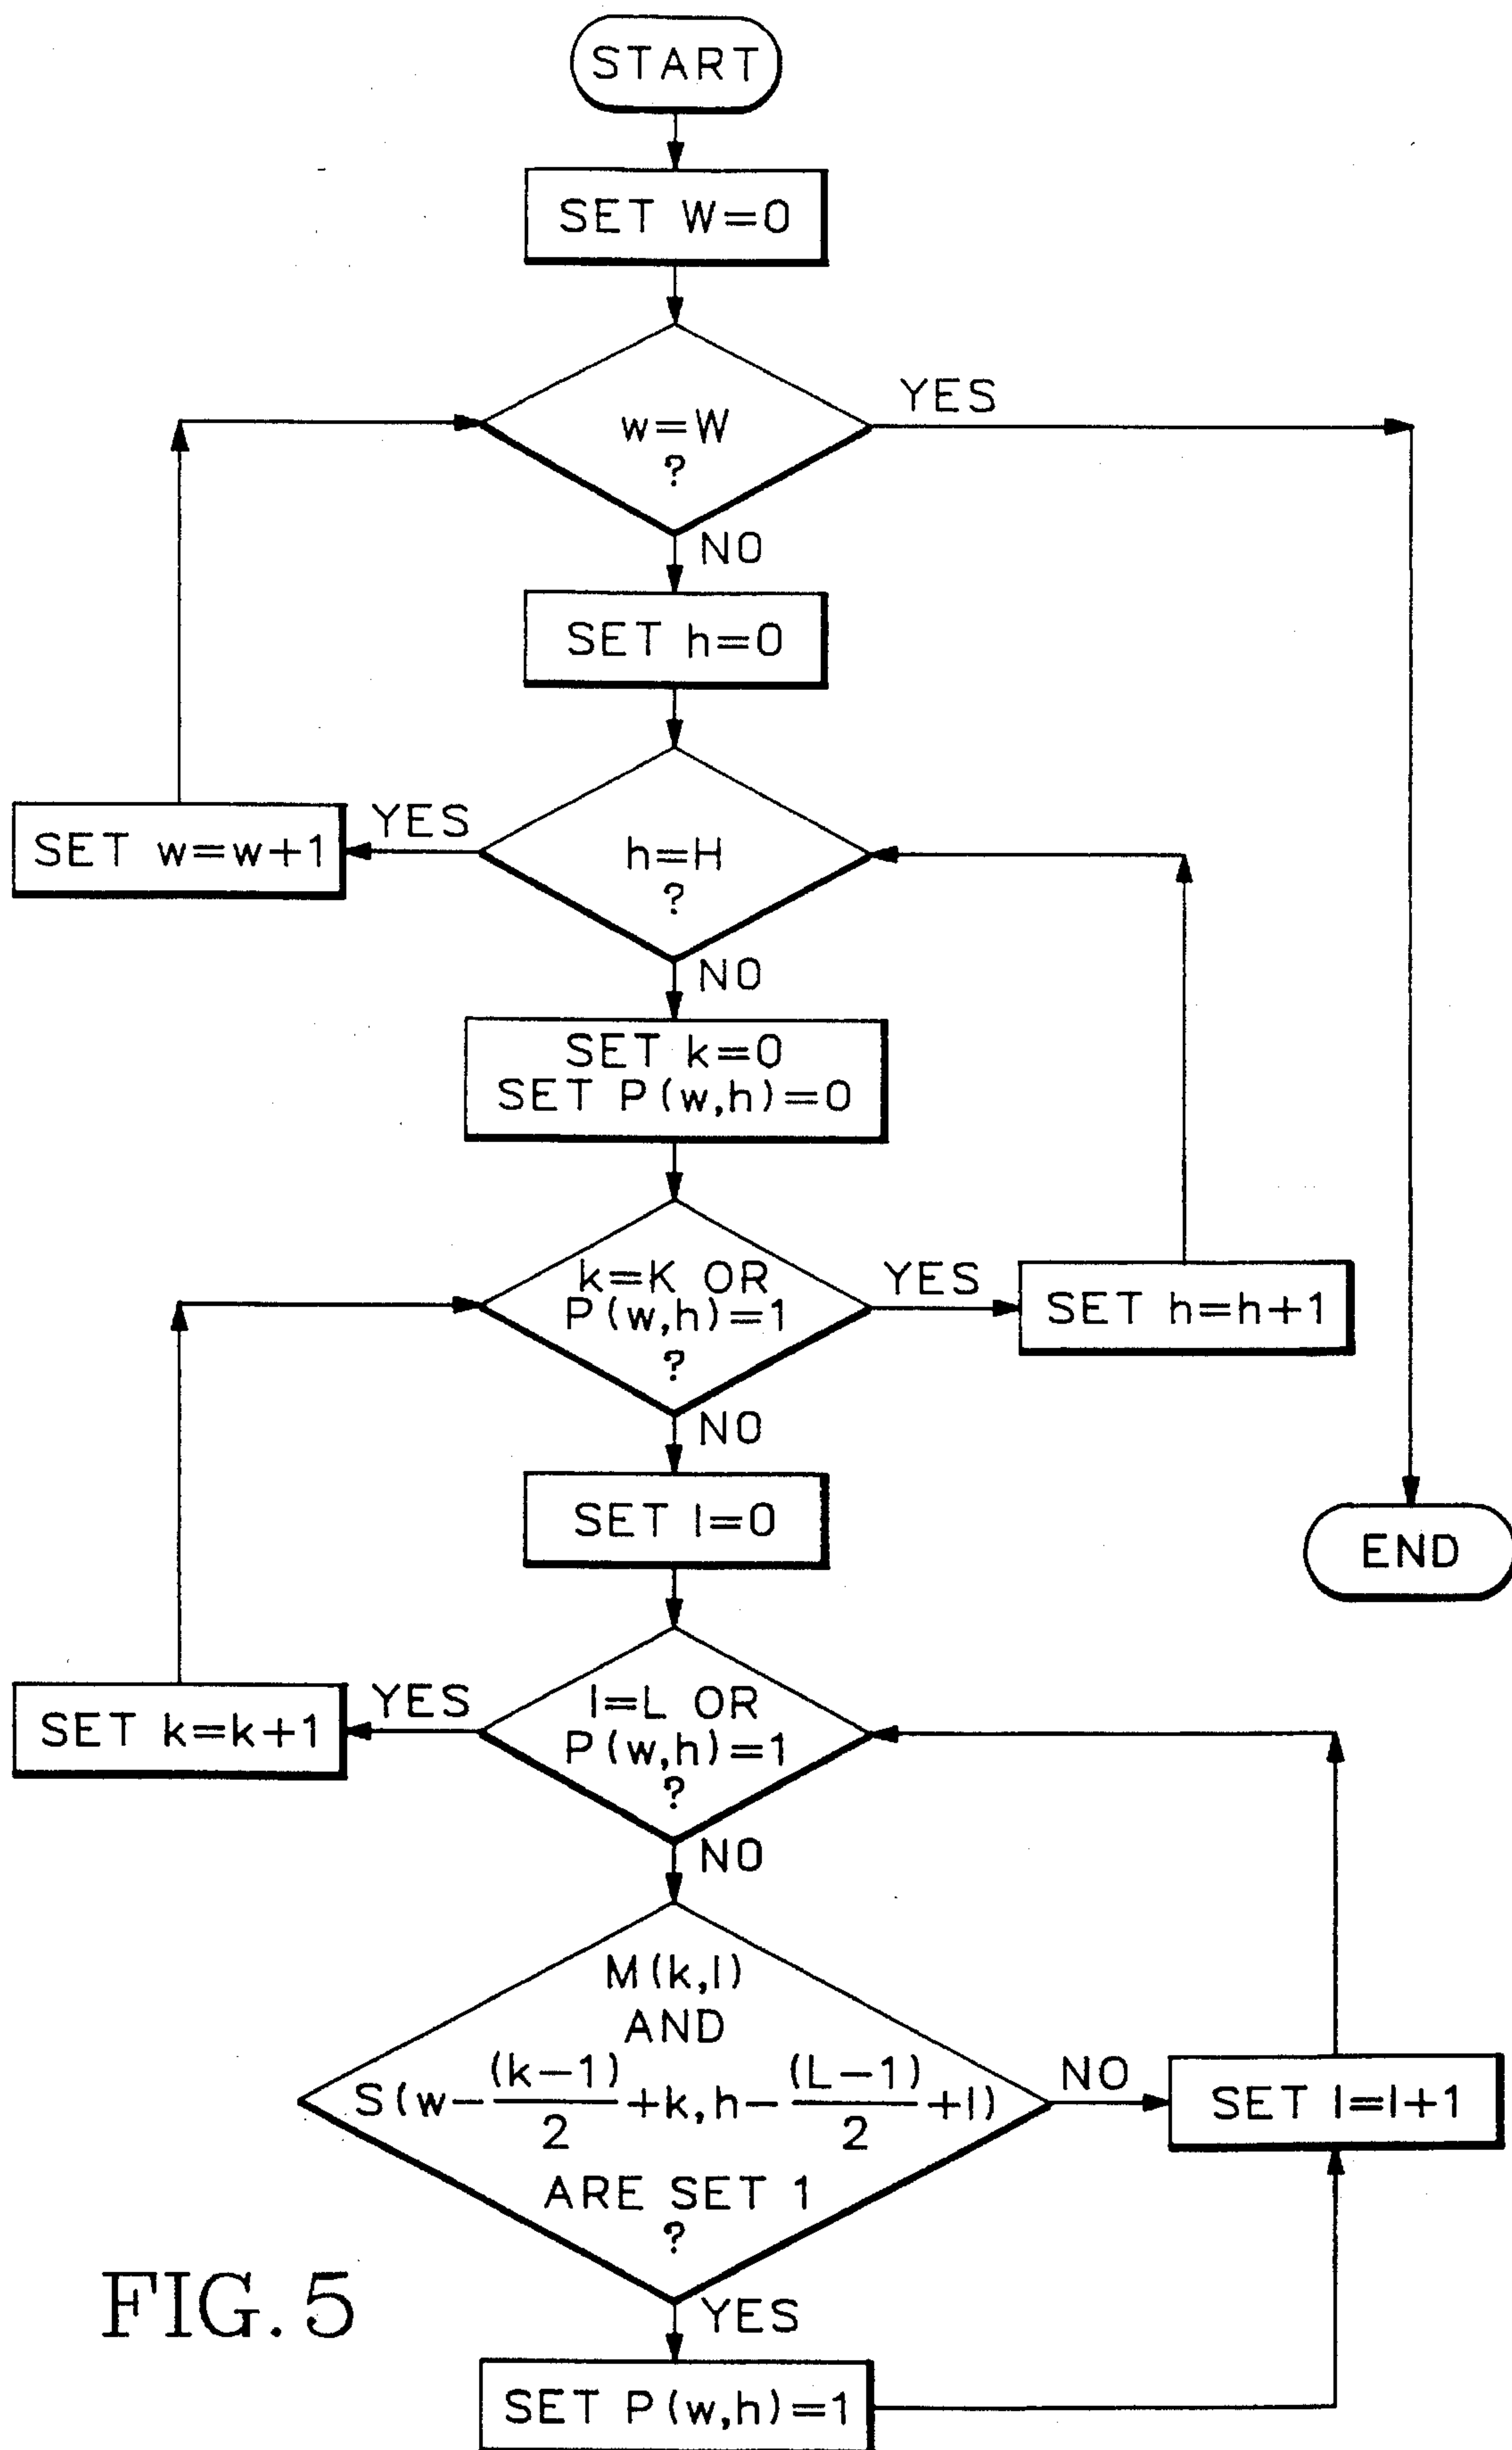 START
SET W=0
w=W
?
YES
NO
SET h=0
SET w=w+1
YES
h=H
?
NO
SET k=0
SET P(w,h)=0
k=K OR
P(w,h)=1
?
YES
SET h=h+1
NO
SET l=0
END
SET k=k+1
YES
l=L OR
P(w,h)=1
?
NO
M(k,l)
AND
S(w-(k-1)/2+k,h-(L-1)/2+l)
ARE SET 1
?
NO
SET l=l+1
YES
SET P(w,h)=1
FIG. 5